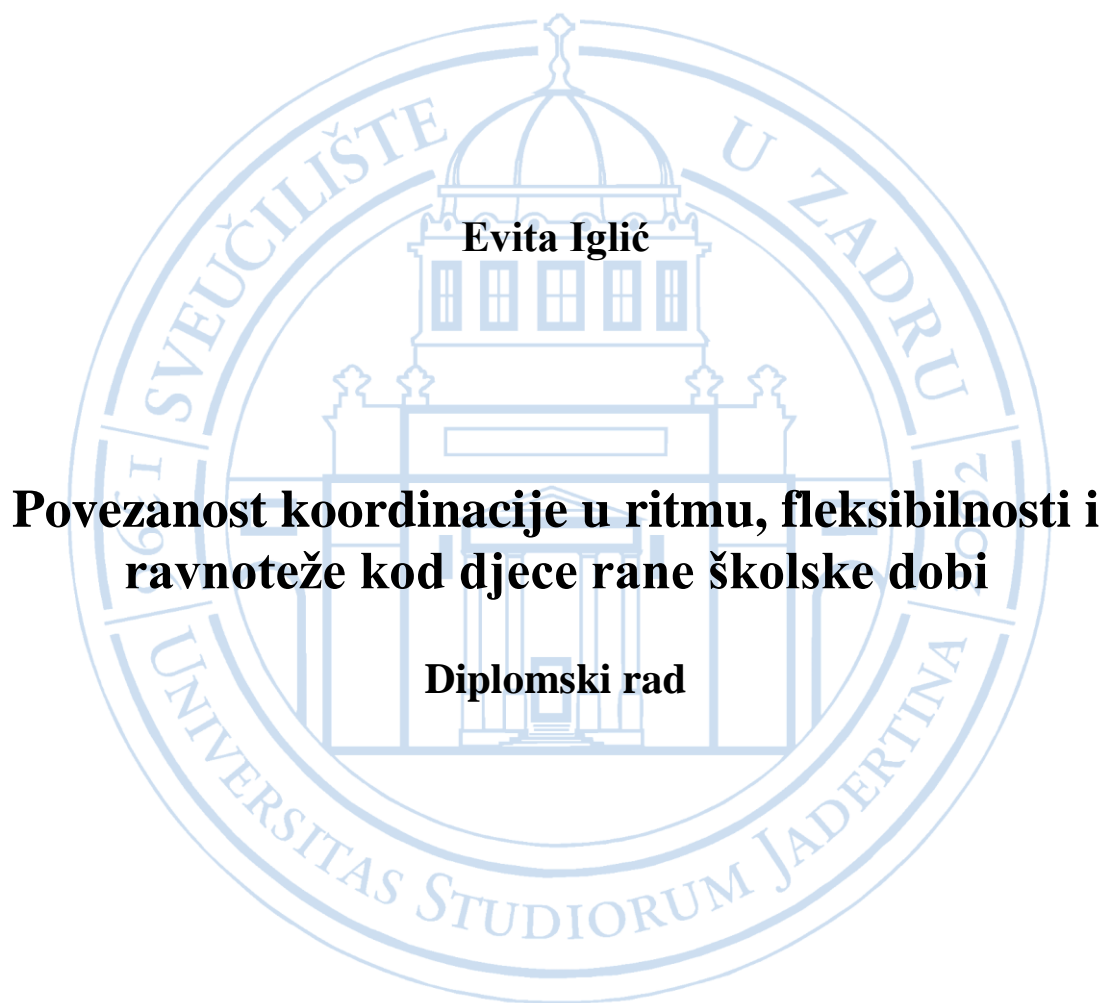 SVEUČILIŠTE U ZADRU
Evita Iglić
Povezanost koordinacije u ritmu, fleksibilnosti i
ravnoteže kod djece rane školske dobi
Diplomski rad
1396
2002
UNIVERSITAS STUDIORUM JADERTINA